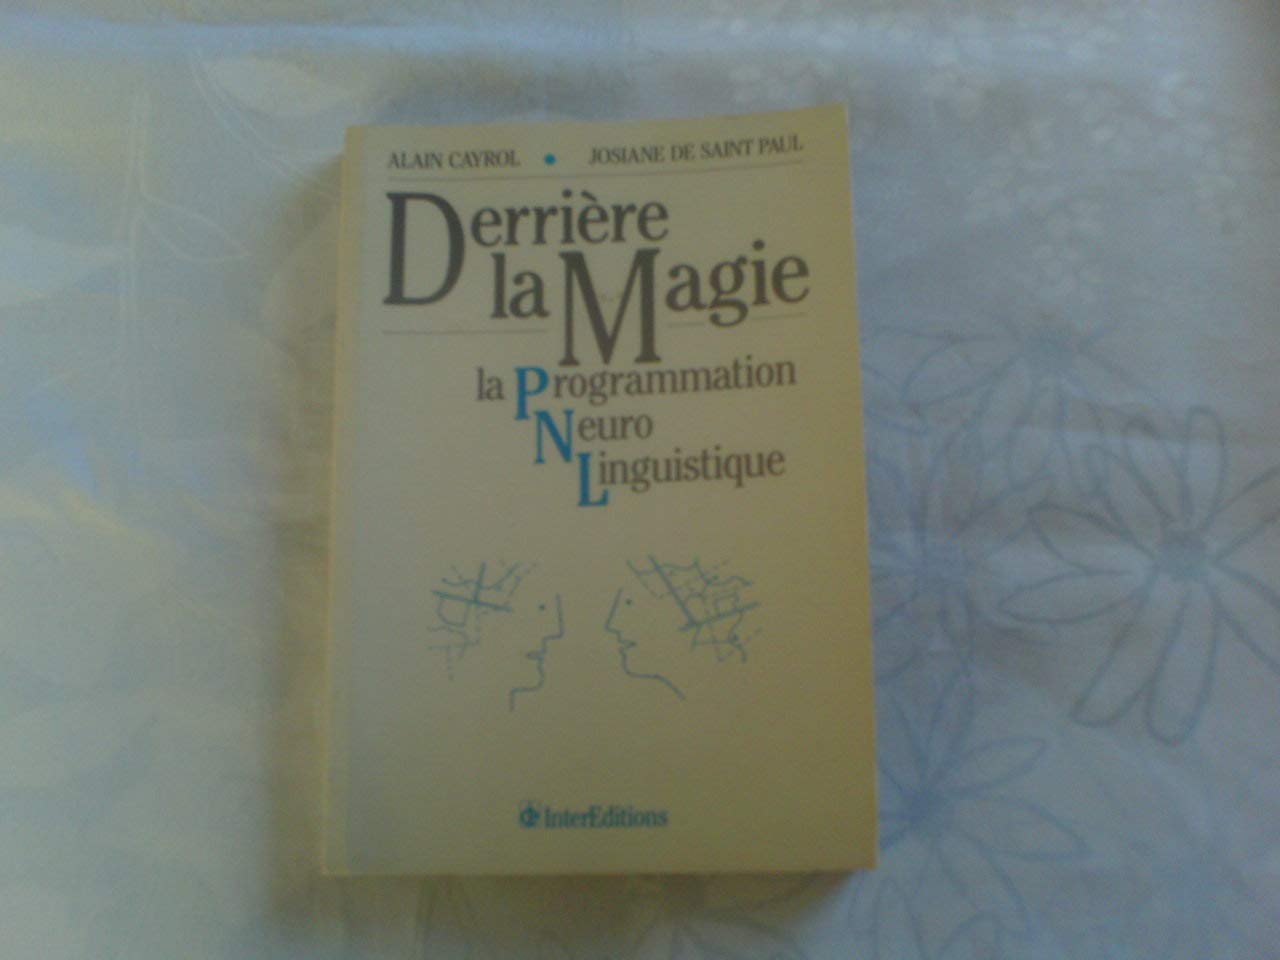 ALAIN CAYROL • JOSIANE DE SAINT PAUL
Derrière
la Magie
la Programmation
Neuro
Linguistique
InterEditions